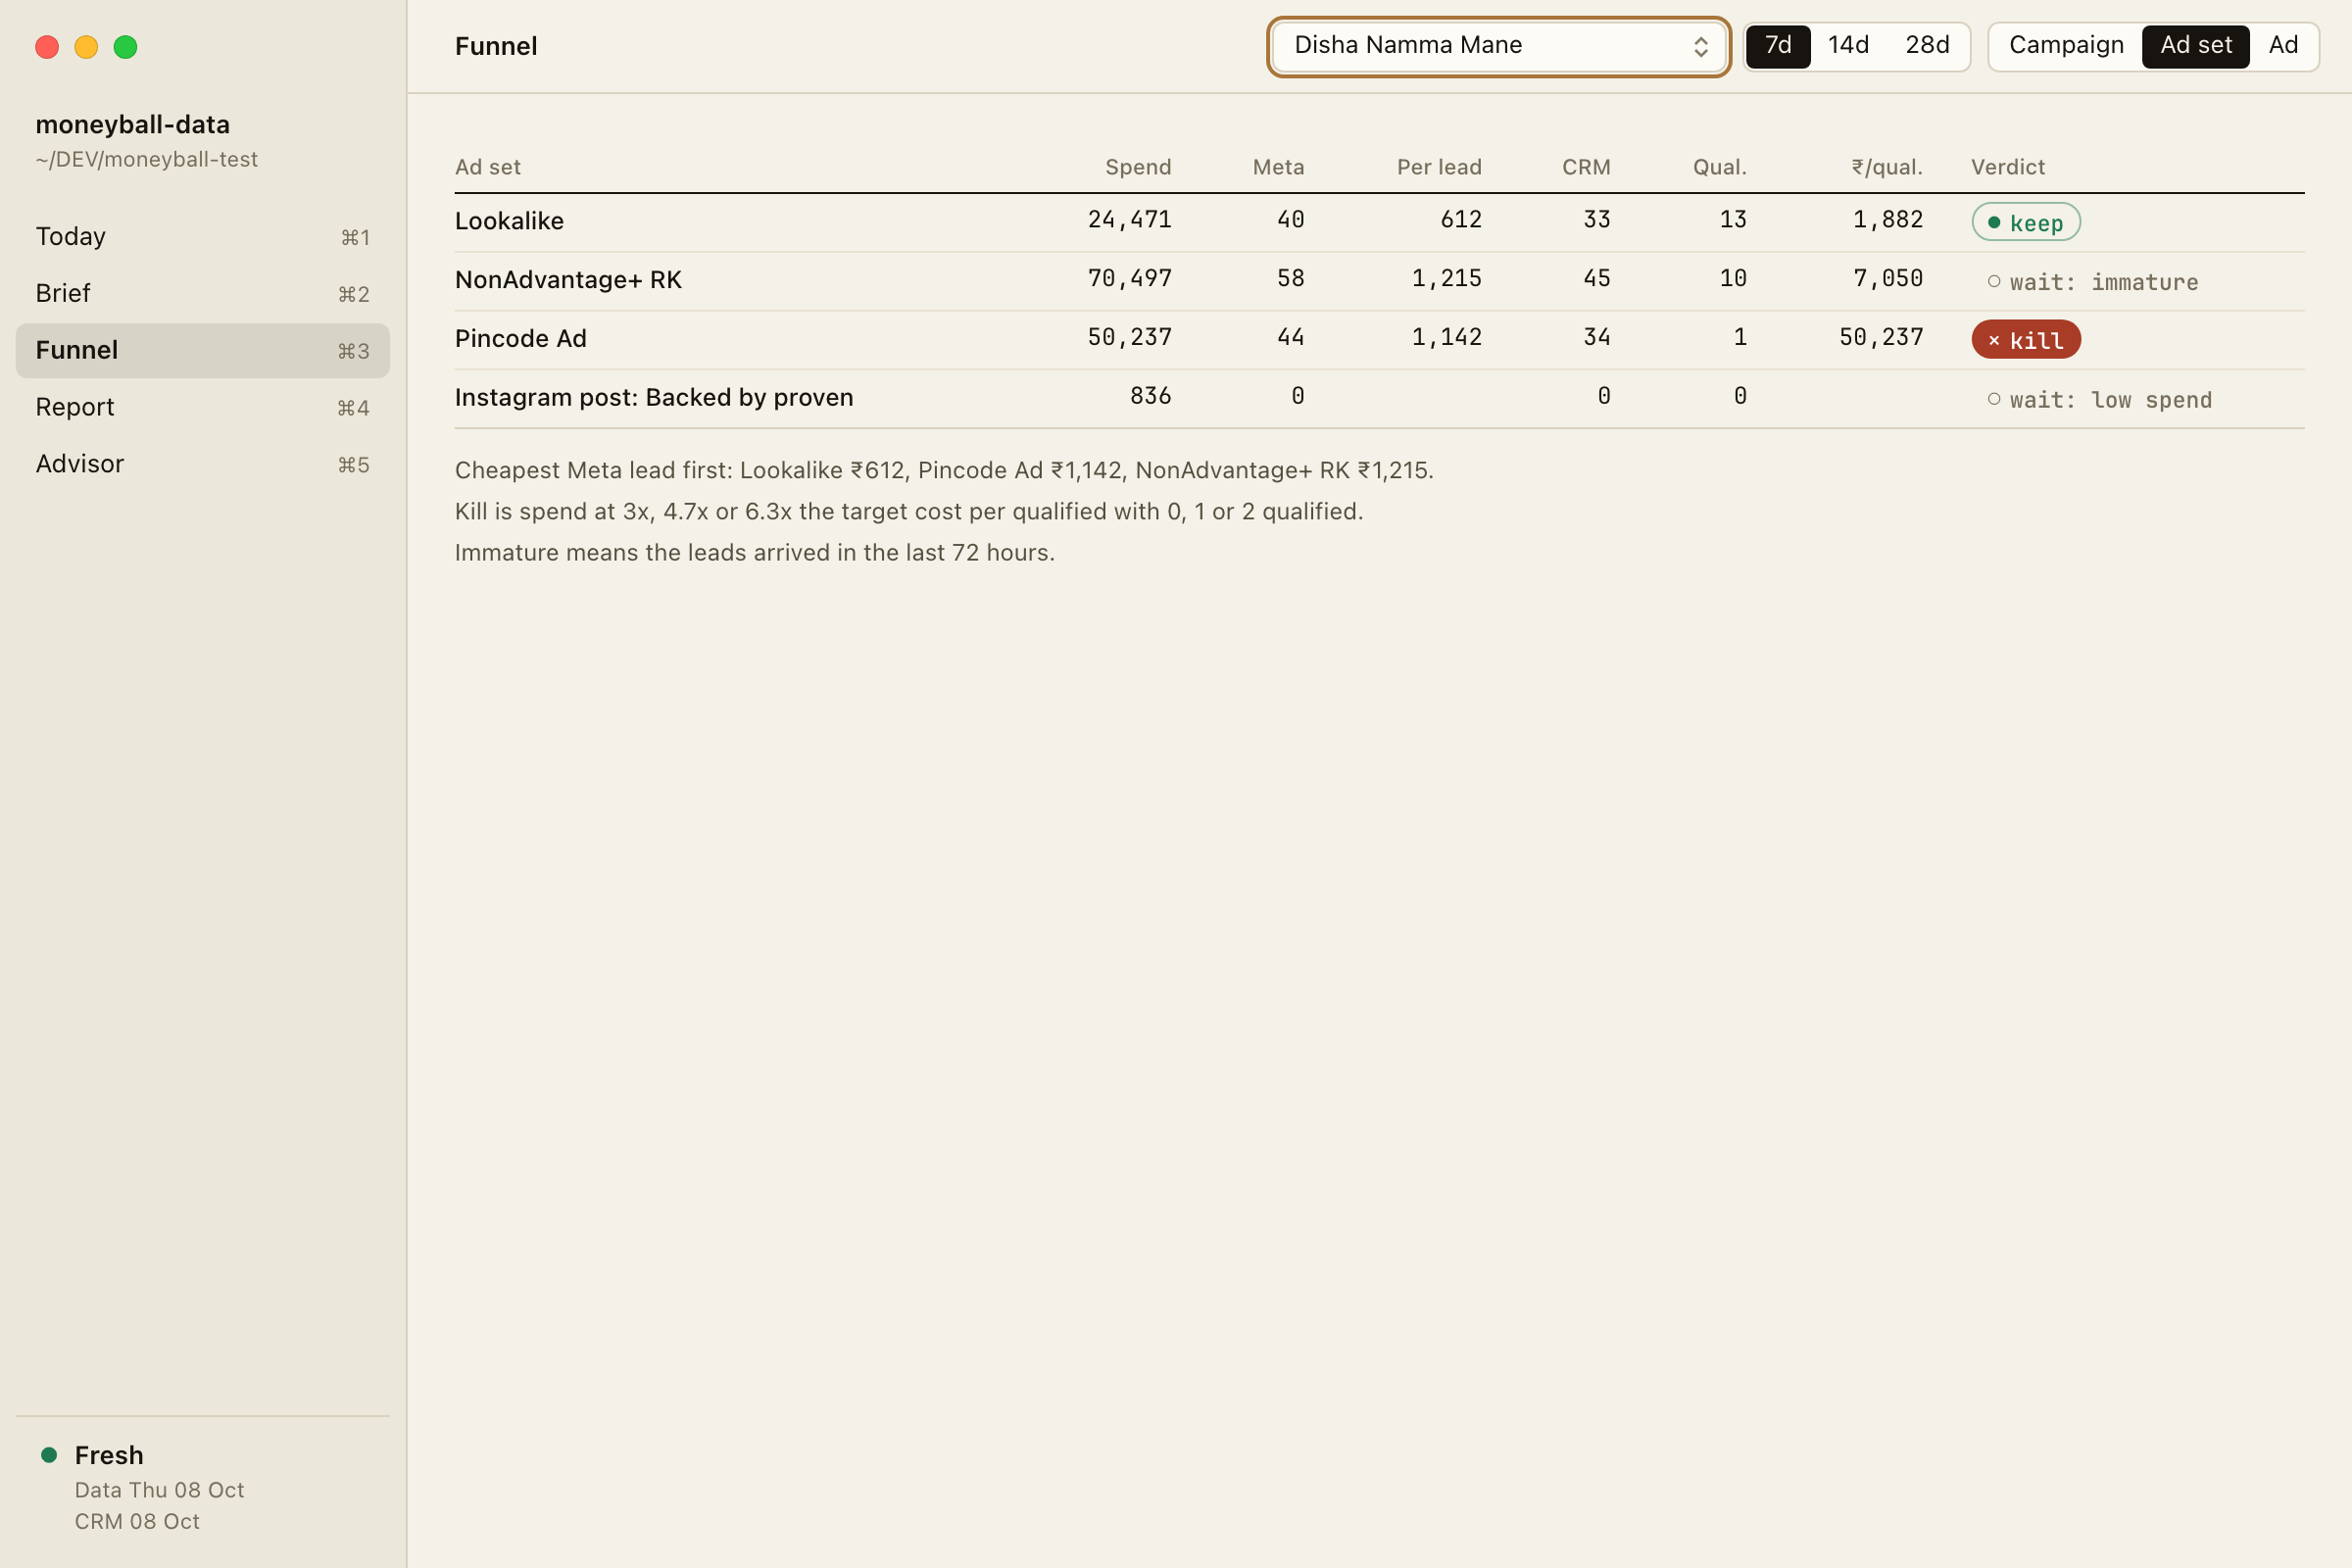 Funnel
Disha Namma Mane
7d 14d 28d
Campaign Ad set Ad
moneyball-data
~/DEV/moneyball-test
Today ⌘1
Brief ⌘2
Funnel ⌘3
Report ⌘4
Advisor ⌘5
Ad set Spend Meta Per lead CRM Qual. ₹/qual. Verdict
Lookalike 24,471 40 612 33 13 1,882 keep
NonAdvantage+ RK 70,497 58 1,215 45 10 7,050 wait: immature
Pincode Ad 50,237 44 1,142 34 1 50,237 × kill
Instagram post: Backed by proven 836 0 0 0 wait: low spend
Cheapest Meta lead first: Lookalike ₹612, Pincode Ad ₹1,142, NonAdvantage+ RK ₹1,215.
Kill is spend at 3x, 4.7x or 6.3x the target cost per qualified with 0, 1 or 2 qualified.
Immature means the leads arrived in the last 72 hours.
Fresh
Data Thu 08 Oct
CRM 08 Oct